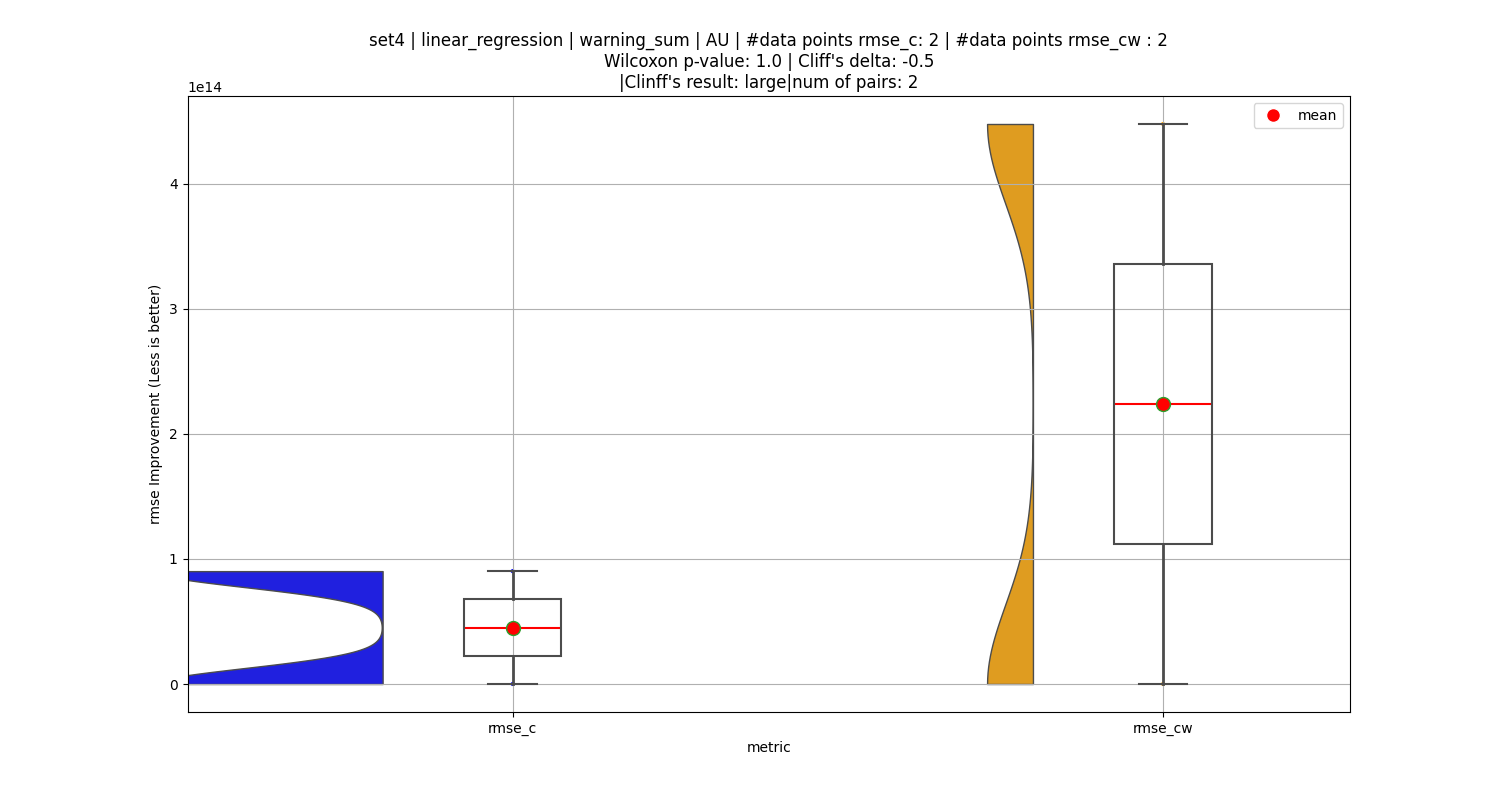 set4 | linear_regression | warning_sum | AU | #data points rmse_c: 2 | #data points rmse_cw : 2
Wilcoxon p-value: 1.0 | Cliff's delta: -0.5
|Clinff's result: large|num of pairs: 2
1e14
mean
4
3
2
1
0
rmse Improvement (Less is better)
rmse_c
rmse_cw
metric